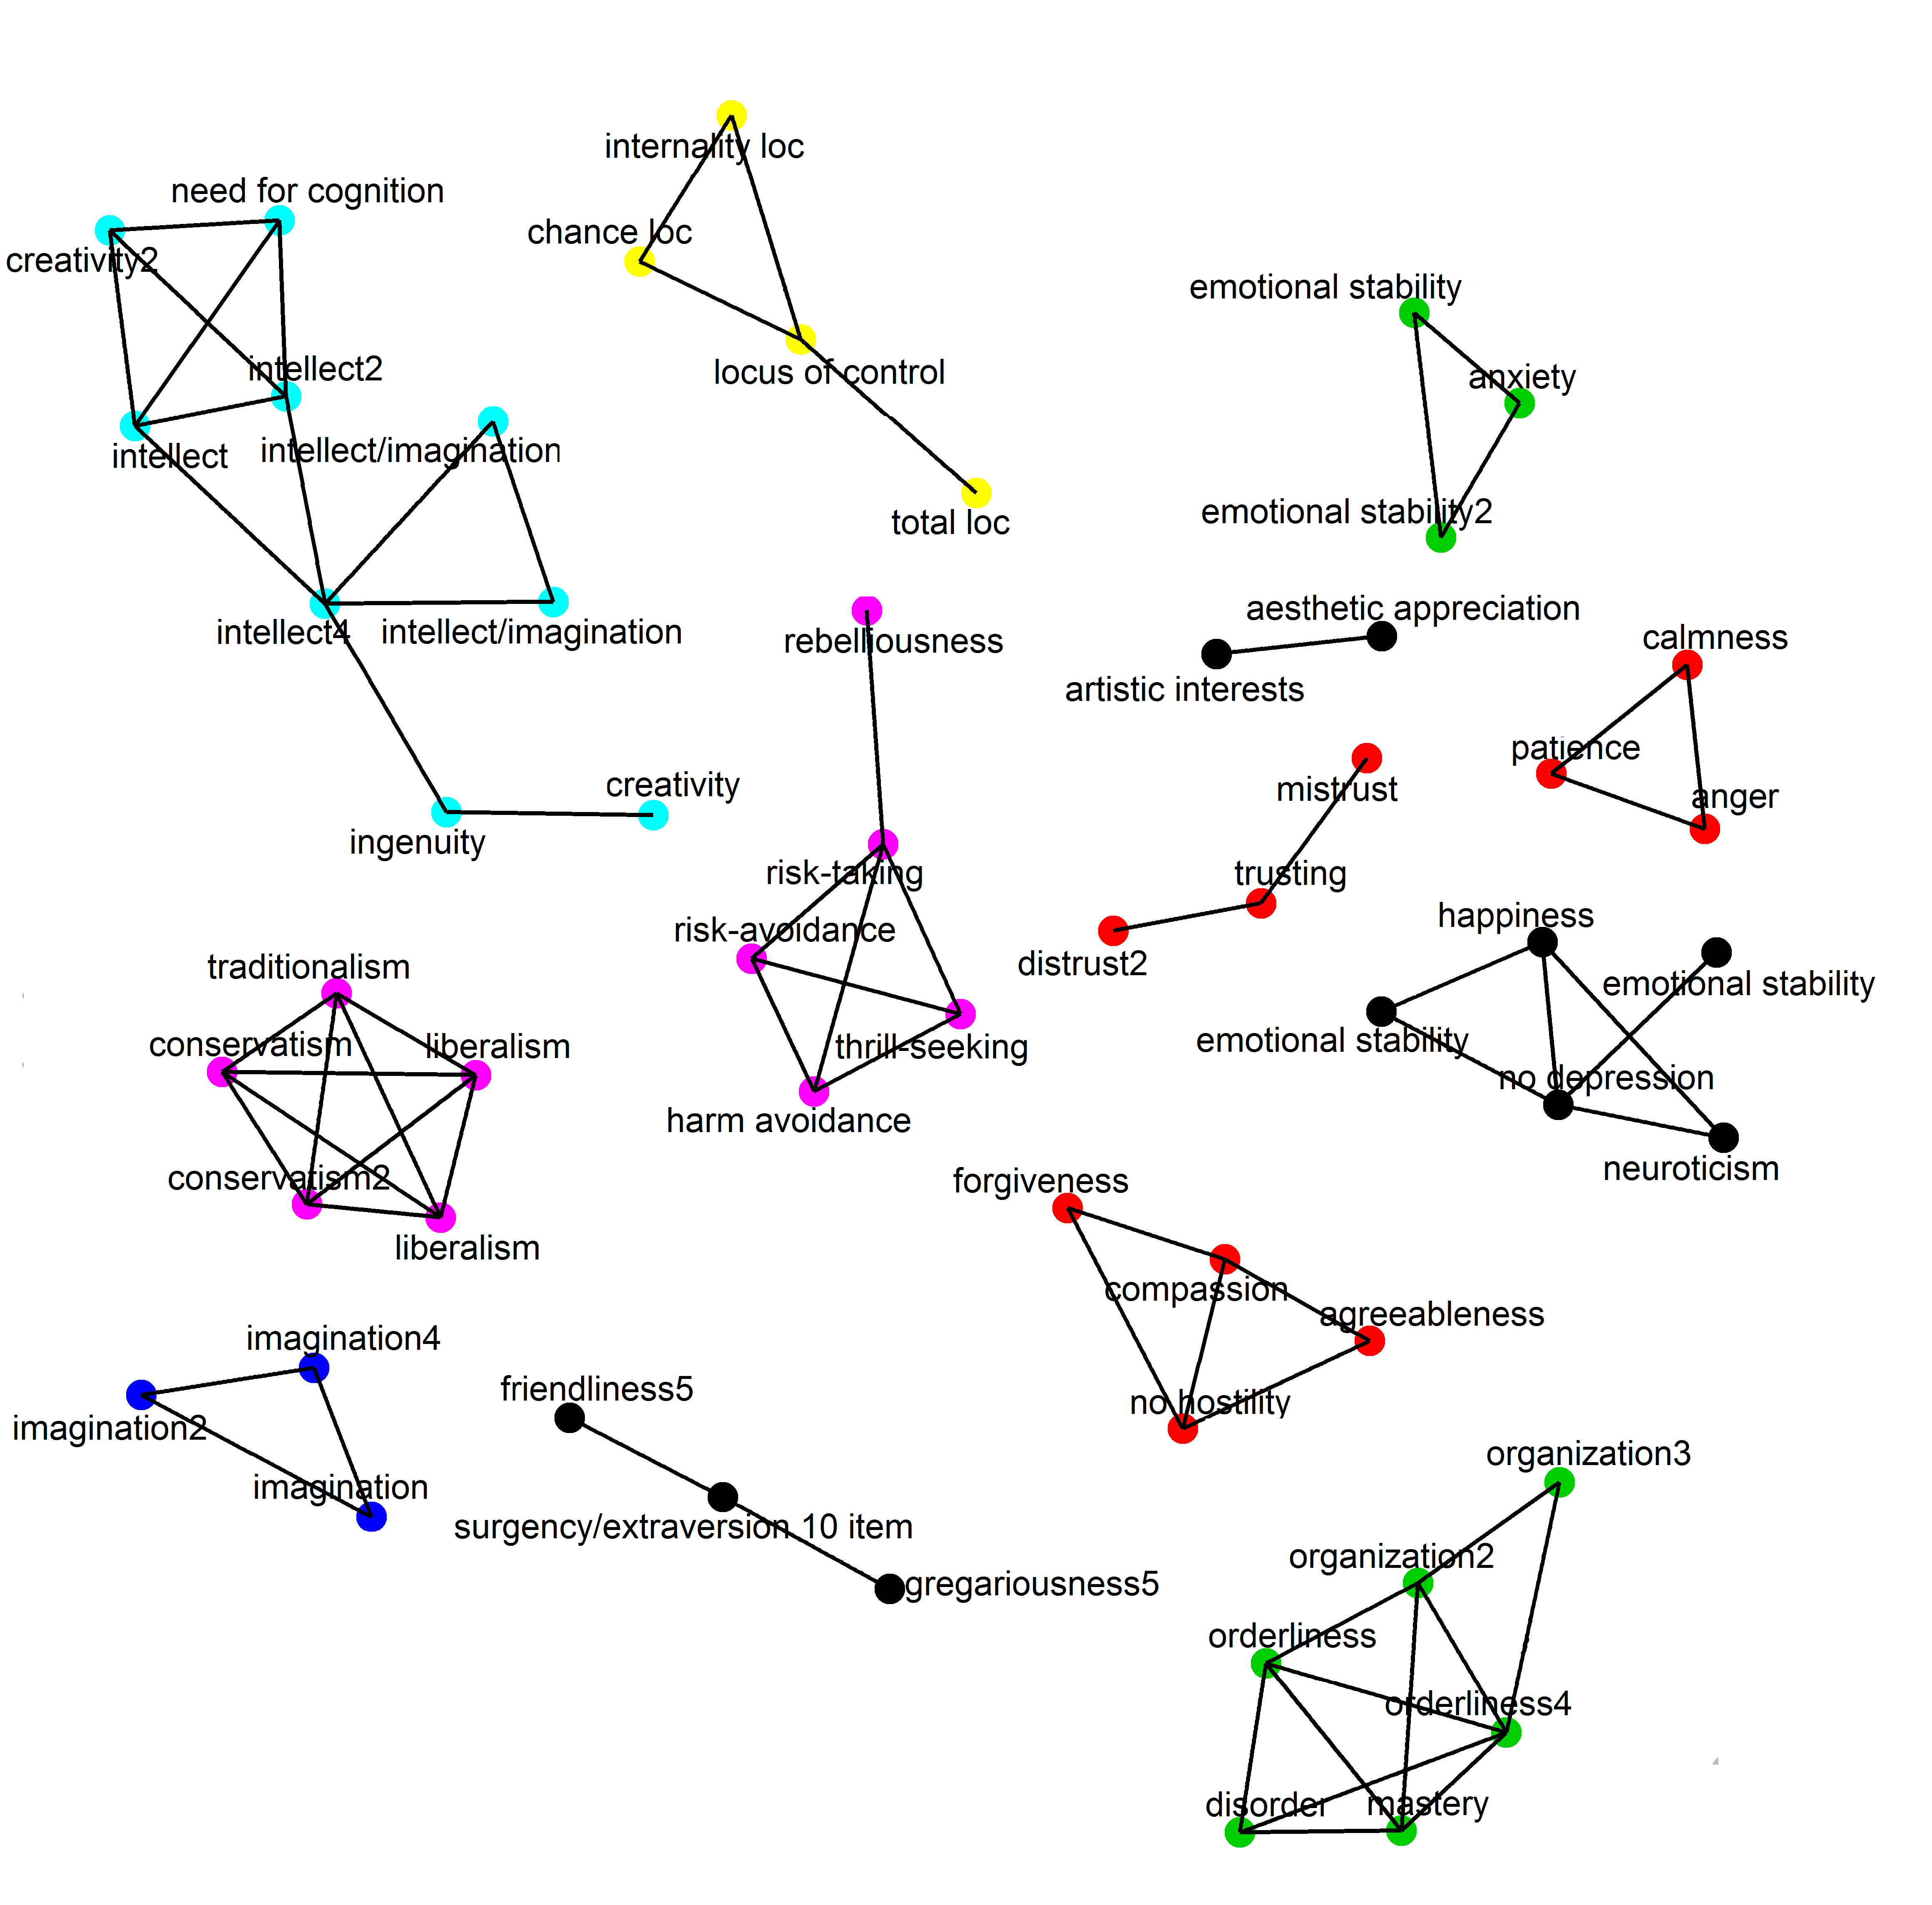 internality loc
need for cognition
chance loc
creativity2
emotional stability
locus of control
intellect2
anxiety
intellect
intellect/imagination
emotional stability2
total loc
aesthetic appreciation
intellect4
intellect/imagination
rebelliousness
calmness
artistic interests
patience
creativity
mistrust
anger
ingenuity
risk-taking
trusting
happiness
risk-avoidance
distrust2
traditionalism
emotional stability
conservatism
liberalism
thrill-seeking
emotional stability
no depression
harm avoidance
neuroticism
conservatism2
forgiveness
liberalism
compassion
agreeableness
imagination4
friendliness5
no hostility
imagination2
organization3
imagination
surgency/extraversion 10 item
organization2
gregariousness5
orderliness
orderliness4
disorder
mastery